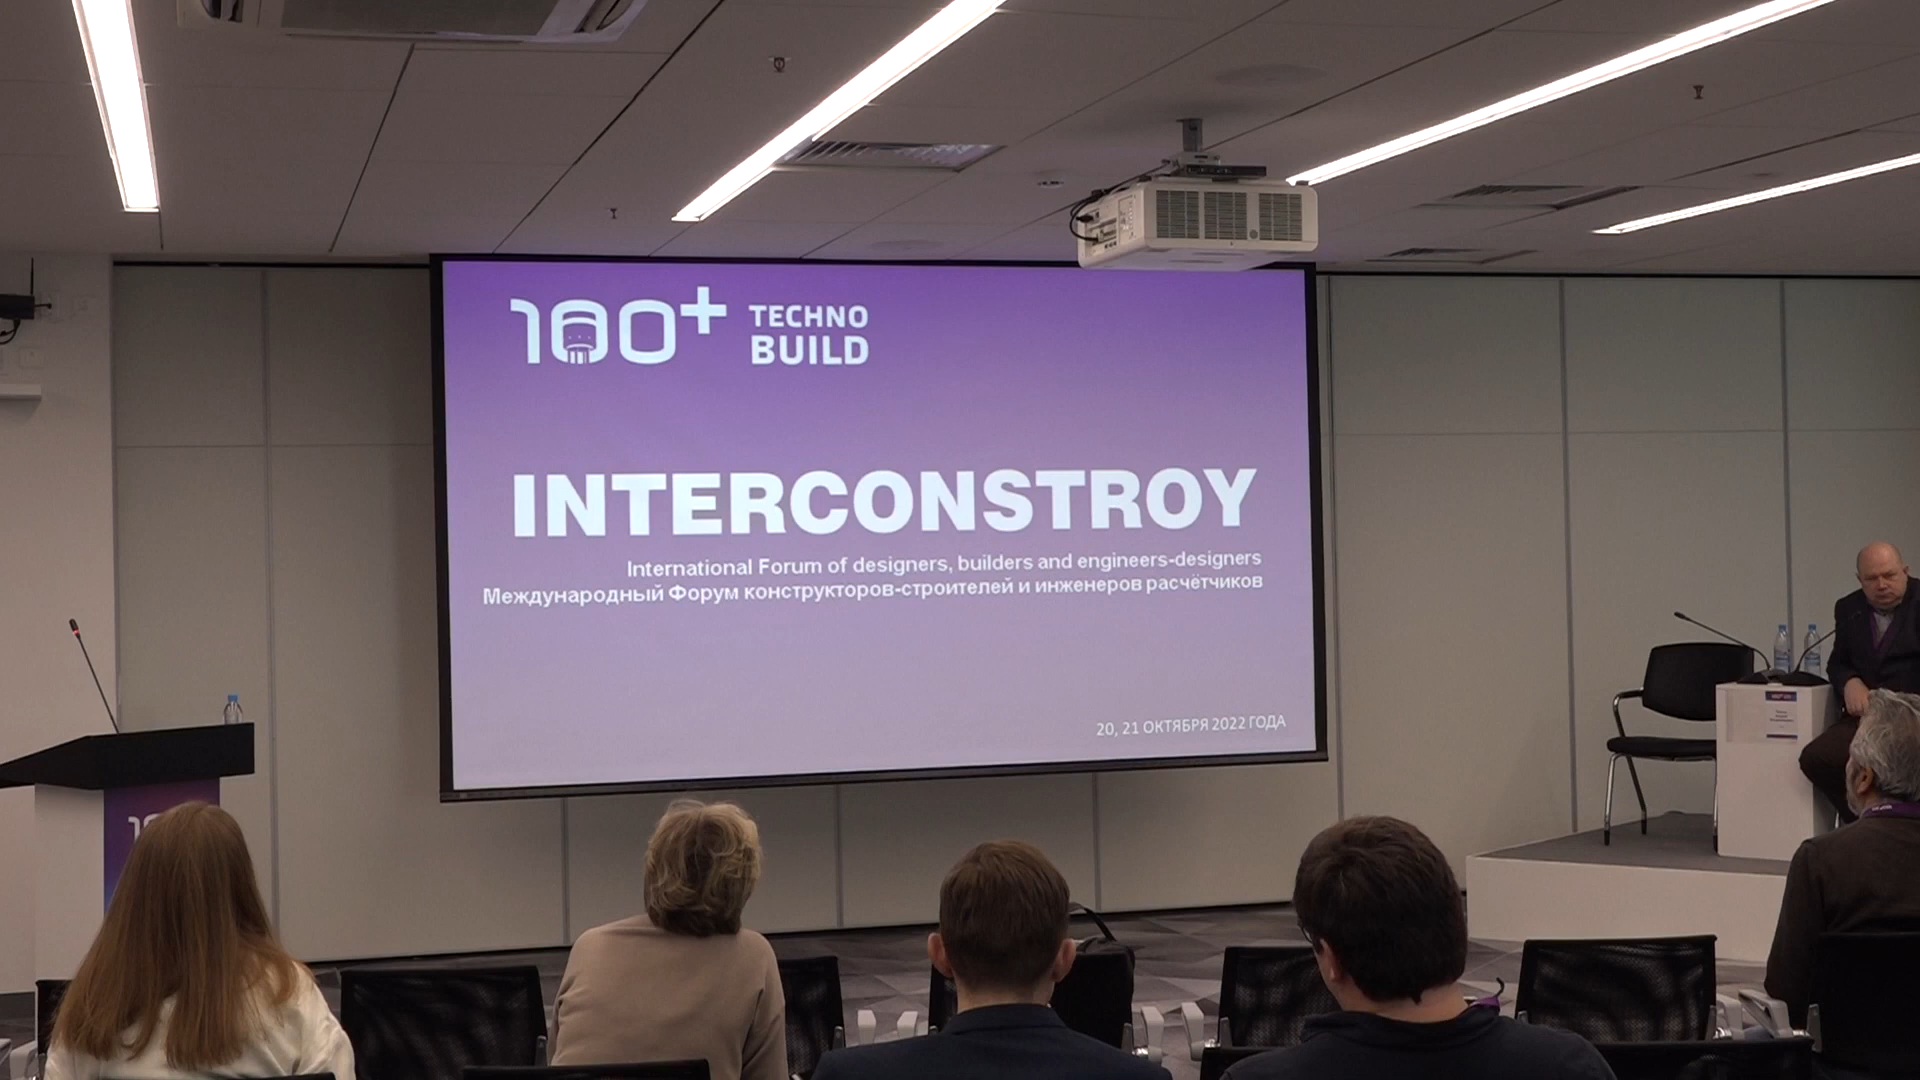 100+ TECHNO
BUILD
INTERCONSTROY
International Forum of designers, builders and engineers-designers
Международный Форум конструкторов-строителей и инженеров расчётчиков
20, 21 ОКТЯБРЯ 2022 ГОДА